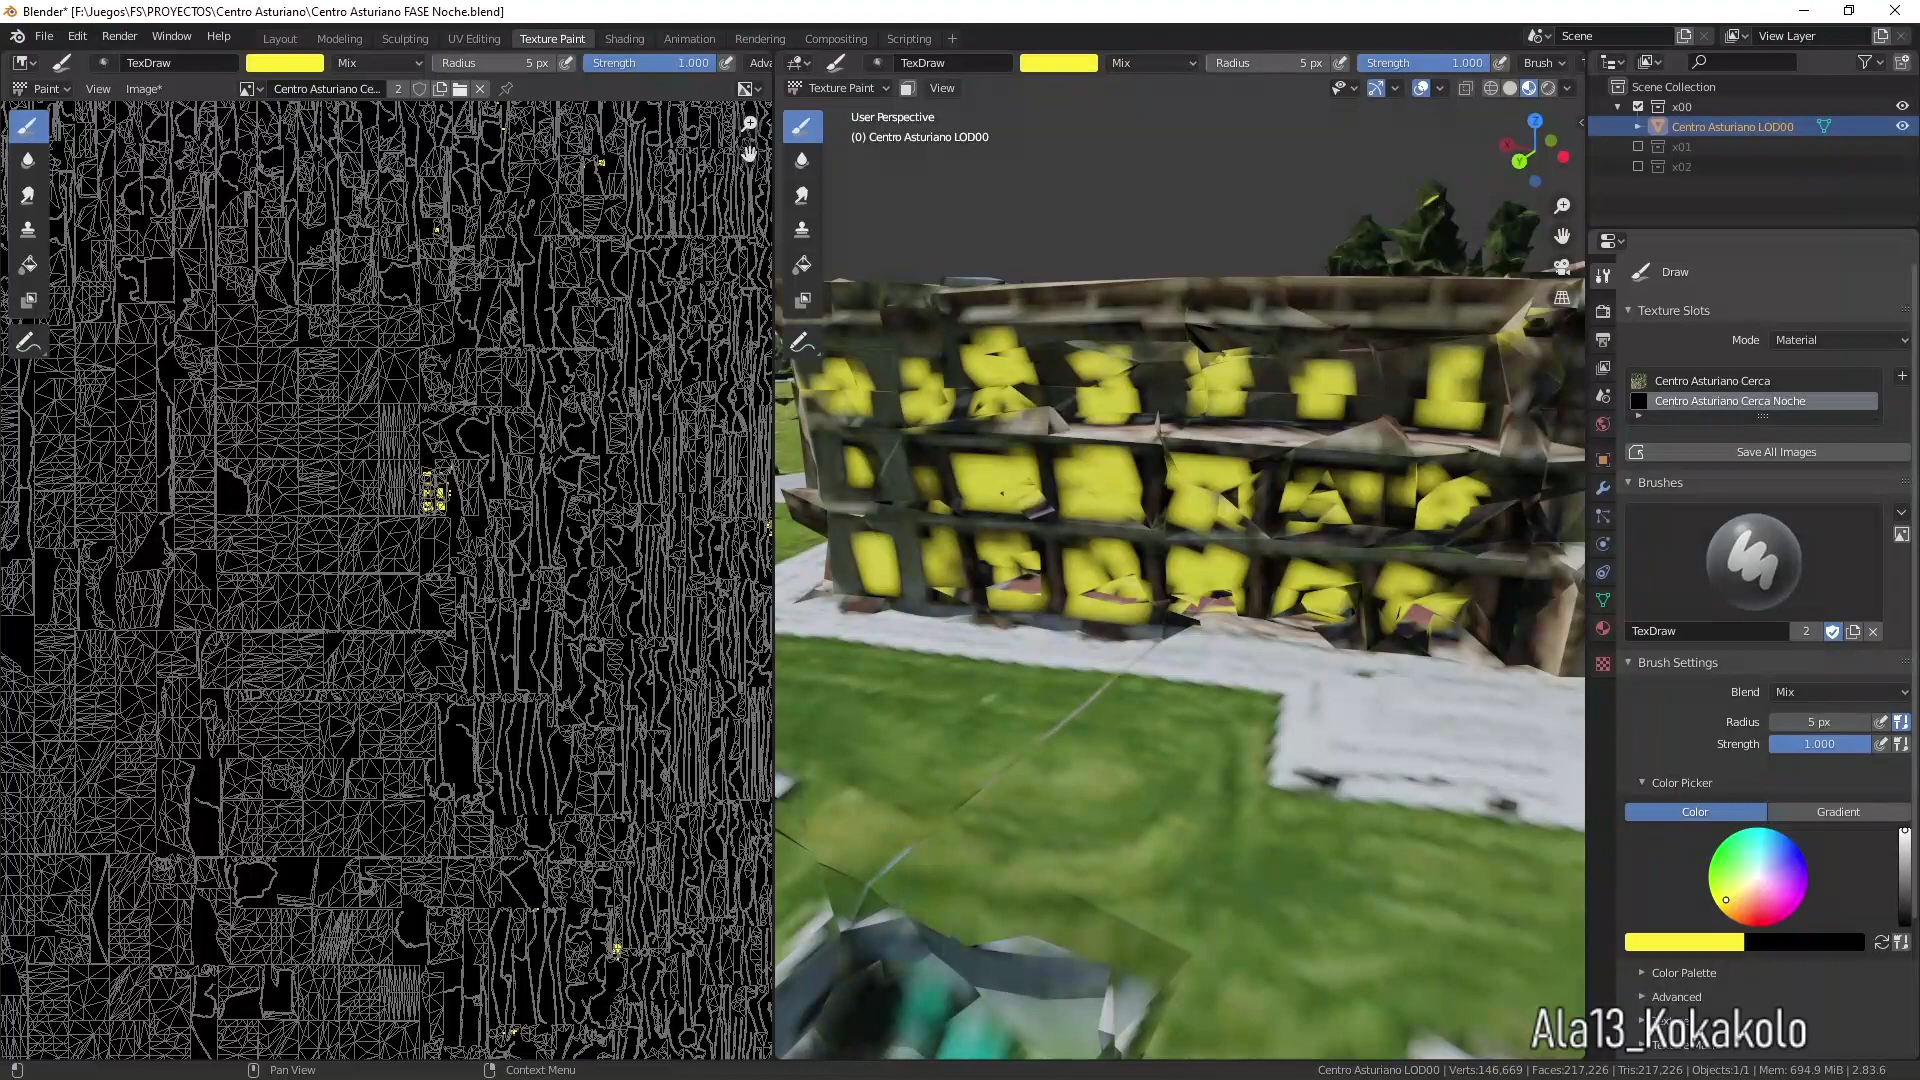 Blender* [F:\Juegos\FS\PROYECTOS\Centro Asturiano\Centro Asturiano FASE Noche.blend]
File Edit Render Window Help Layout Modeling Sculpting UV Editing Texture Paint Shading Animation Rendering Compositing Scripting + Scene View Layer
TexDraw Mix Radius 5 px Strength 1.000 Adva TexDraw Mix Radius 5 px Strength 1.000 Brush
Paint View Image* Centro Asturiano Ce... 2 Texture Paint View
User Perspective
(0) Centro Asturiano LOD00
Z
X
Y
Scene Collection
x00
Centro Asturiano LOD00
x01
x02
Draw
Texture Slots
Mode Material
Centro Asturiano Cerca
Centro Asturiano Cerca Noche
Save All Images
Brushes
TexDraw 2
Brush Settings
Blend Mix
Radius 5 px
Strength 1.000
Color Picker
Color Gradient
Color Palette
Advanced
Ala13_Kokakolo
Pan View Context Menu Centro Asturiano LOD00 | Verts:146,669 | Faces:217,226 | Tris:217,226 | Objects:1/1 | Mem: 694.9 MiB | 2.83.6